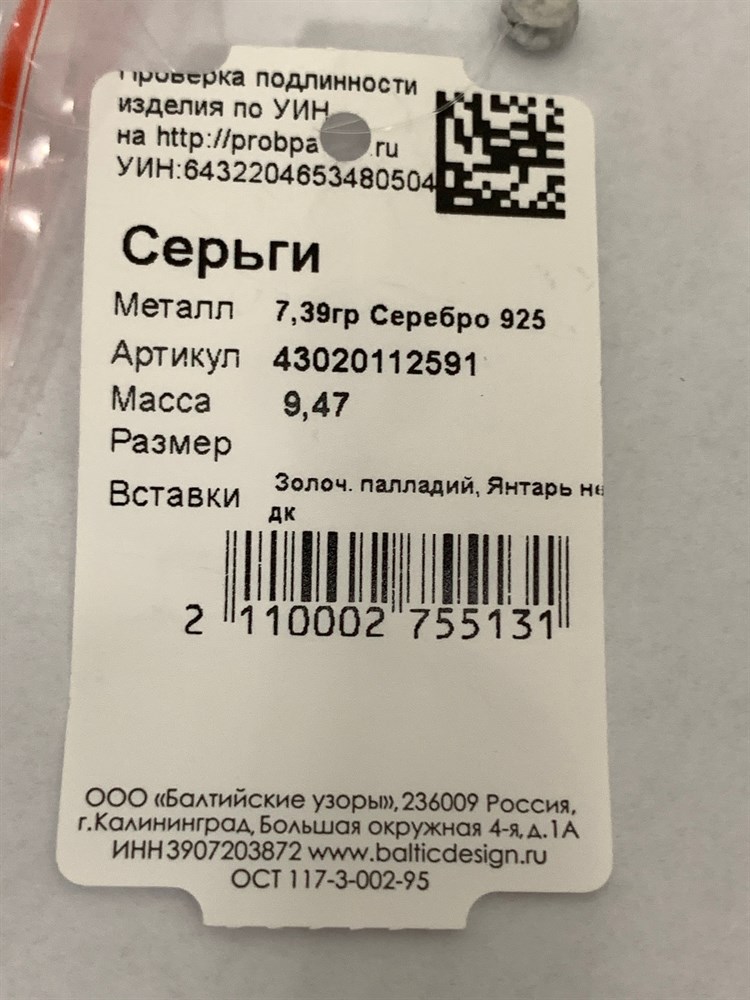 Проверка подлинности
изделия по УИН
на http://probpa .ru
УИН:6432204653480504
Серьги
Металл 7,39гр Серебро 925
Артикул 43020112591
Масса 9,47
Размер
Вставки Золоч. палладий, Янтарь не
дк
2 110002 755131
ООО «Балтийские узоры», 236009 Россия,
г.Калининград, Большая окружная 4-я, д.1А
ИНН 3907203872 www.balticdesign.ru
ОСТ 117-3-002-95